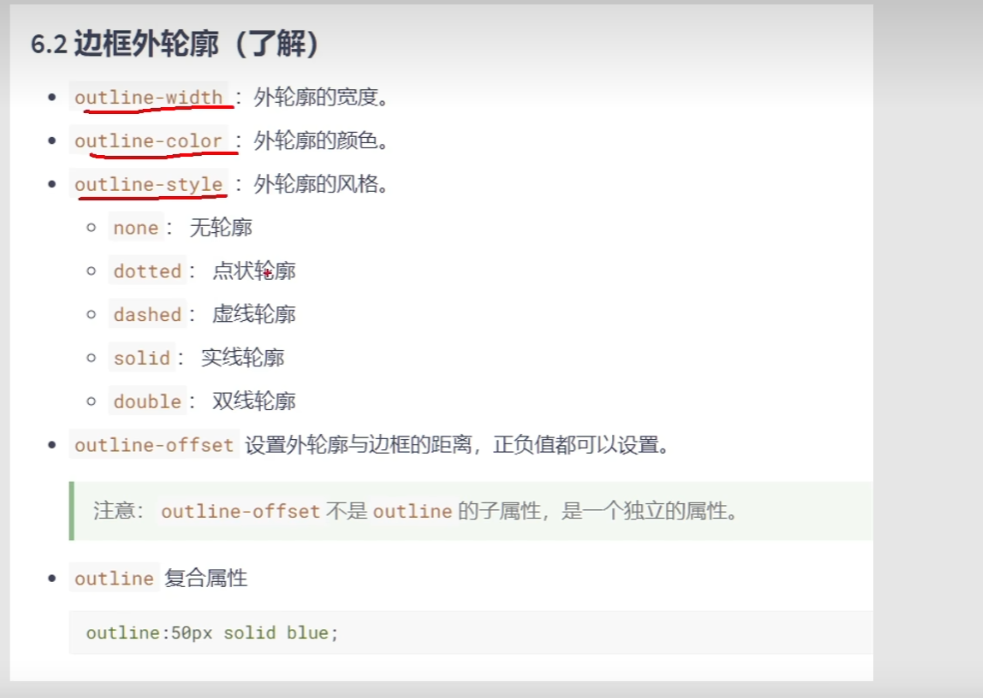 6.2 边框外轮廓（了解）
outline-width ：外轮廓的宽度。
outline-color ：外轮廓的颜色。
outline-style ：外轮廓的风格。
none： 无轮廓
dotted： 点状轮廓
dashed： 虚线轮廓
solid： 实线轮廓
double： 双线轮廓
outline-offset 设置外轮廓与边框的距离，正负值都可以设置。
注意： outline-offset 不是 outline 的子属性，是一个独立的属性。
outline 复合属性
outline:50px solid blue;